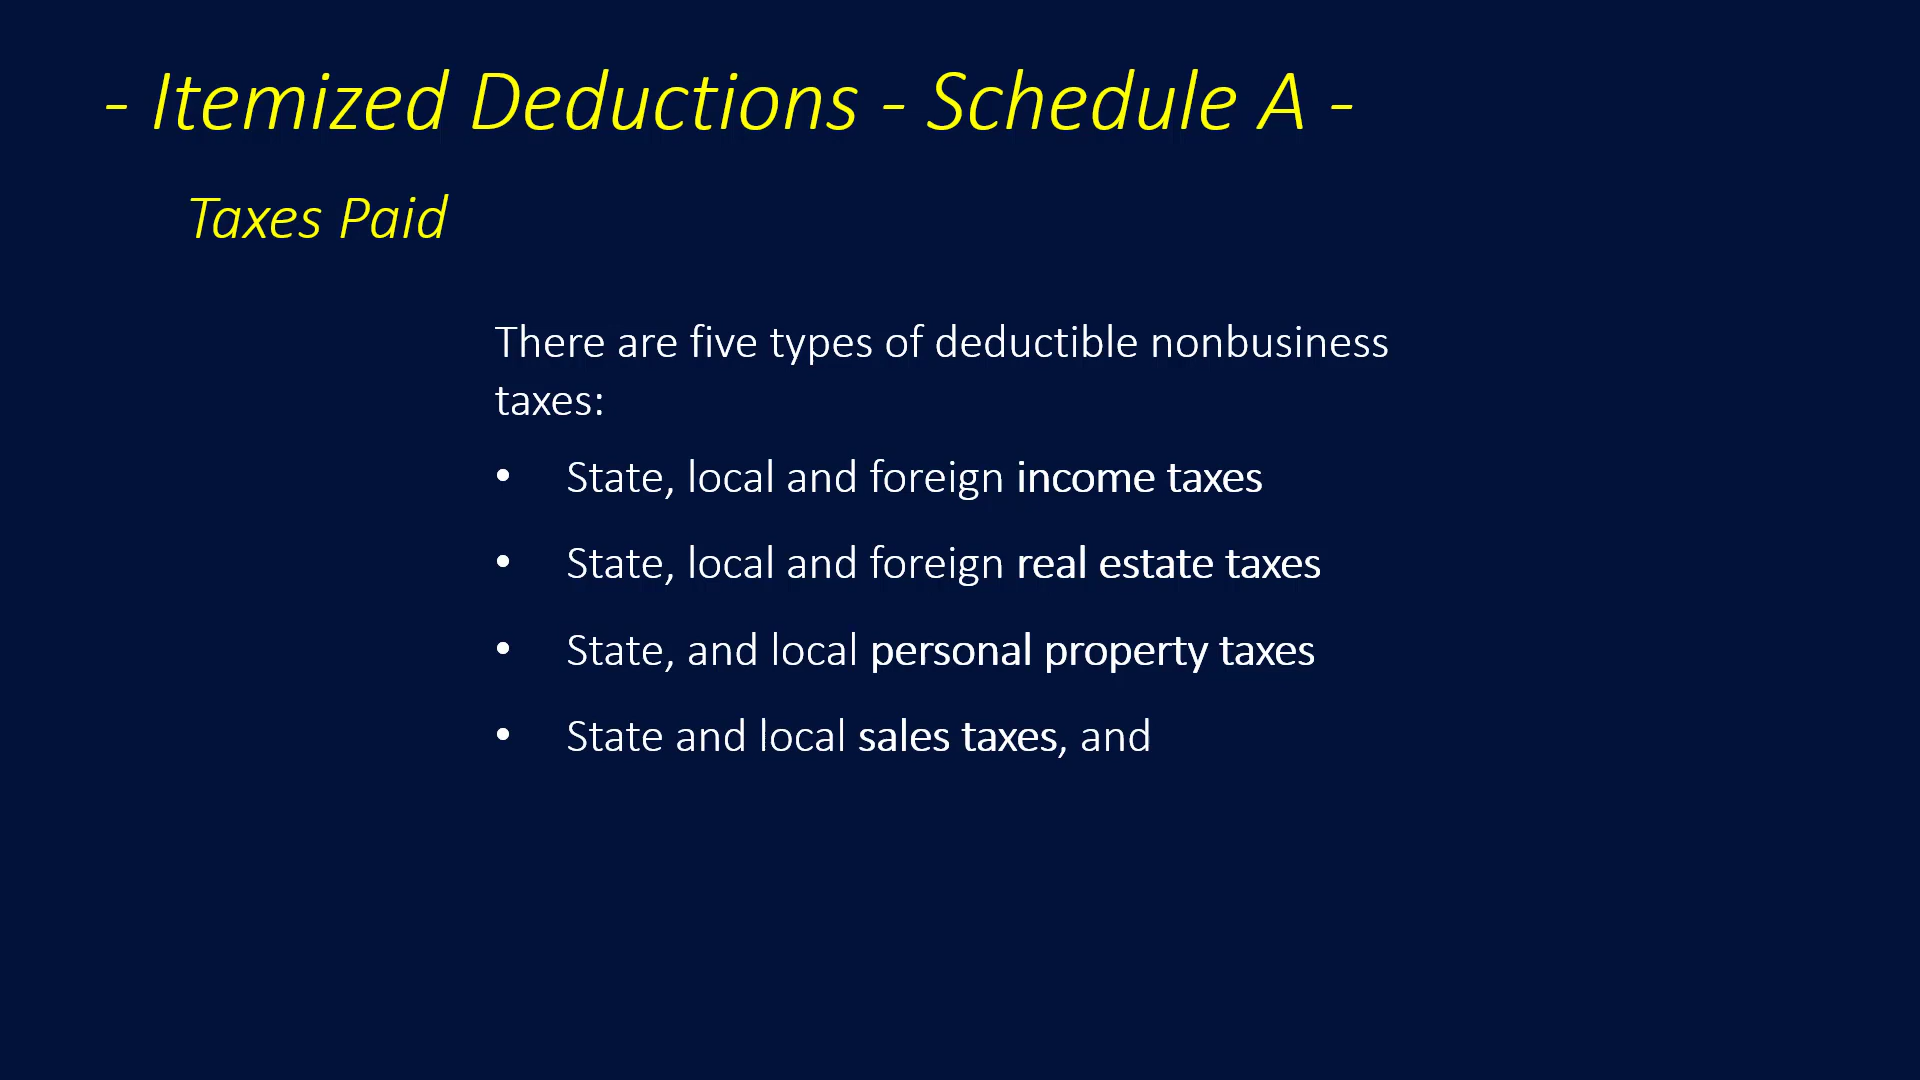 - Itemized Deductions - Schedule A -
Taxes Paid
There are five types of deductible nonbusiness
taxes:
• State, local and foreign income taxes
• State, local and foreign real estate taxes
• State, and local personal property taxes
• State and local sales taxes, and